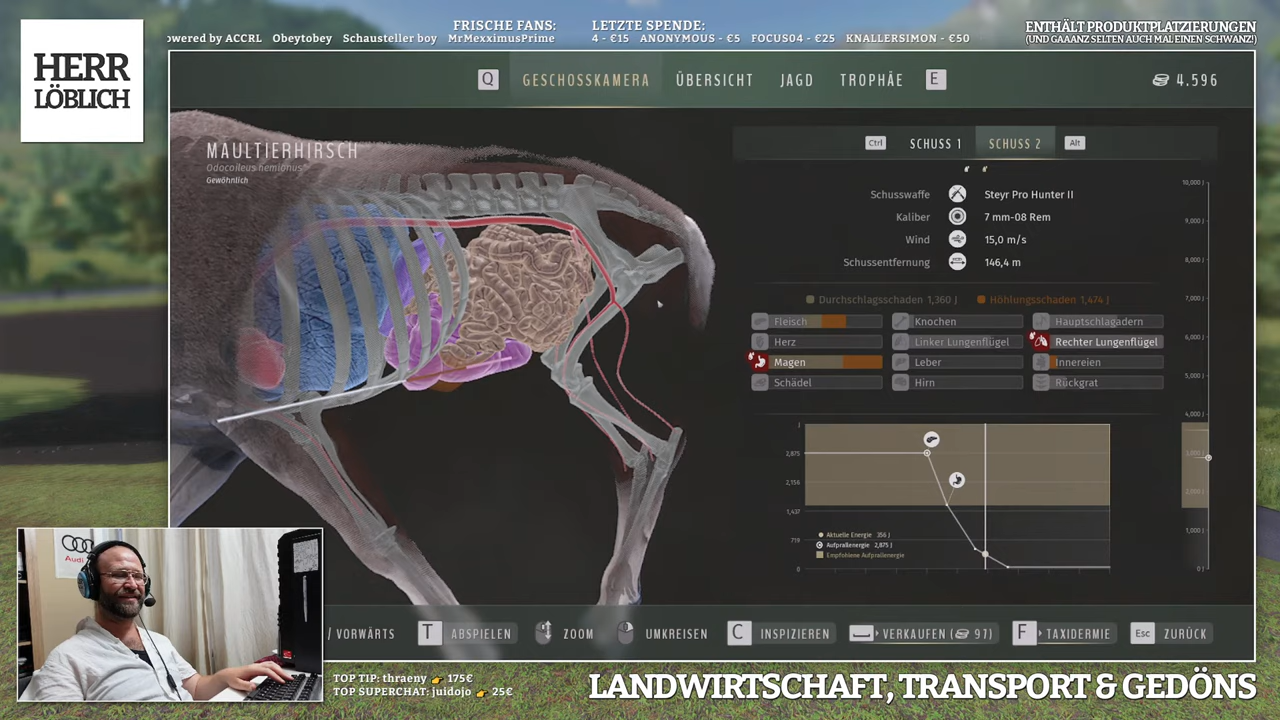 HERR
LÖBLICH
FRISCHE FANS:
owered by ACCRL Obeytobey Schausteller boy MrMexximusPrime
LETZTE SPENDE:
4 - €15 ANONYMOUS - €5 FOCUS04 - €25 KNALLERSIMON - €50
ENTHÄLT PRODUKTPLATZIERUNGEN
(UND GAAANZ SELTEN AUCH MAL EINEN SCHWANZ!)
Q GESCHOSSKAMERA ÜBERSICHT JAGD TROPHÄE E
4.596
MAULTIERHIRSCH
Odocoileus hemionus
Gewöhnlich
Ctrl SCHUSS 1 SCHUSS 2 Alt
Schusswaffe Steyr Pro Hunter II
Kaliber 7 mm-08 Rem
Wind 15,0 m/s
Schussentfernung 146,4 m
Durchschlagsschaden 1,360 J Höhlungsschaden 1,474 J
Fleisch Knochen Hauptschlagadern
Herz Linker Lungenflügel Rechter Lungenflügel
Magen Leber Innereien
Schädel Hirn Rückgrat
10,000 J
9,000 J
8,000 J
7,000 J
6,000 J
5,000 J
4,000 J
3,000 J
2,000 J
1,000 J
0 J
J
2,875
2,156
1,437
719
0
Aktuelle Energie 356 J
Aufprallenergie 2,875 J
Empfohlene Aufprallenergie
Audi
/ VORWÄRTS T ABSPIELEN ZOOM UMKREISEN C INSPIZIEREN VERKAUFEN ( 97) F TAXIDERMIE Esc ZURÜCK
TOP TIP: thraeny 👉 175€
TOP SUPERCHAT: juidojo 👉 25€
LANDWIRTSCHAFT, TRANSPORT & GEDÖNS